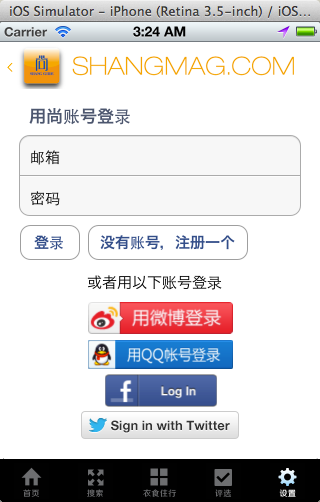 iOS Simulator – iPhone (Retina 3.5-inch) / iOS...
Carrier 3:24 AM
尚
SHANGMAG.COM
用尚账号登录
邮箱
密码
登录 没有账号，注册一个
或者用以下账号登录
用微博登录
用QQ帐号登录
f Log In
Sign in with Twitter
首页 搜索 衣食住行 评选 设置